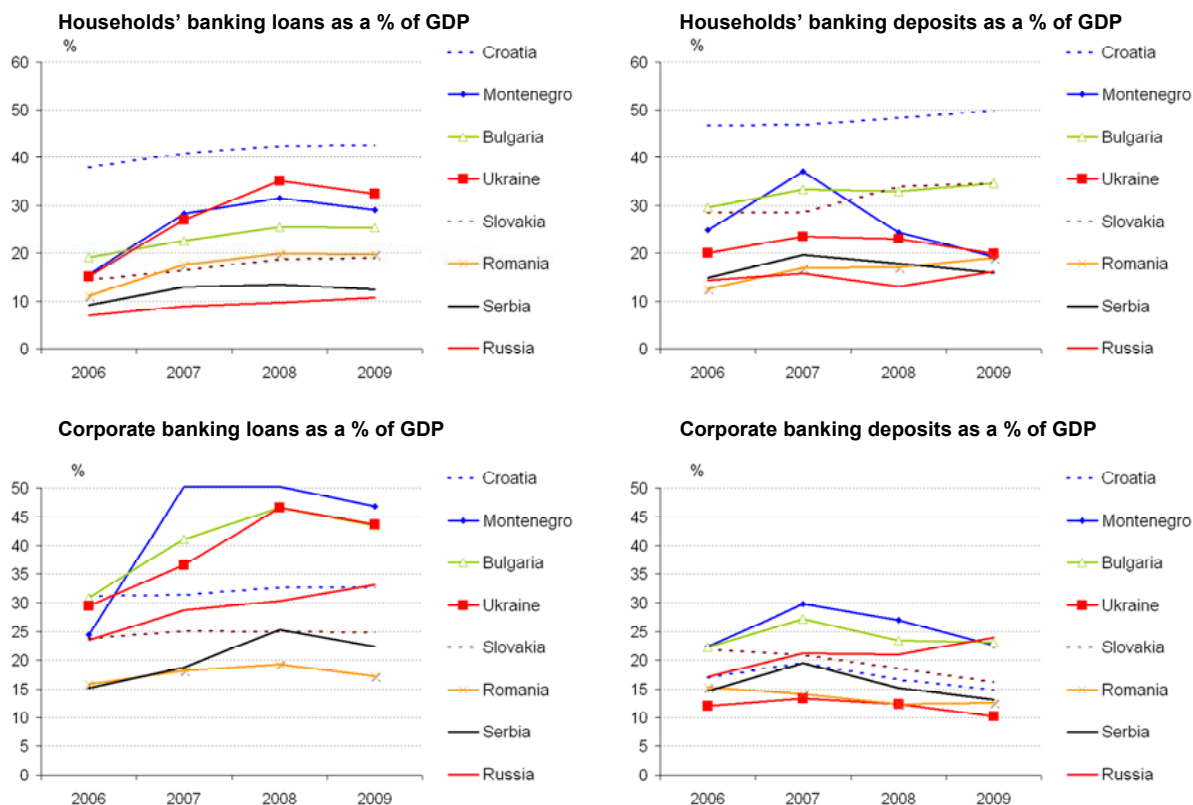 Households' banking loans as a % of GDP
%
60
50
40
30
20
10
0
2006 2007 2008 2009
Croatia
Montenegro
Bulgaria
Ukraine
Slovakia
Romania
Serbia
Russia
Households' banking deposits as a % of GDP
%
60
50
40
30
20
10
0
2006 2007 2008 2009
Croatia
Montenegro
Bulgaria
Ukraine
Slovakia
Romania
Serbia
Russia
Corporate banking loans as a % of GDP
%
50
45
40
35
30
25
20
15
10
5
0
2006 2007 2008 2009
Croatia
Montenegro
Bulgaria
Ukraine
Slovakia
Romania
Serbia
Russia
Corporate banking deposits as a % of GDP
%
50
45
40
35
30
25
20
15
10
5
0
2006 2007 2008 2009
Croatia
Montenegro
Bulgaria
Ukraine
Slovakia
Romania
Serbia
Russia